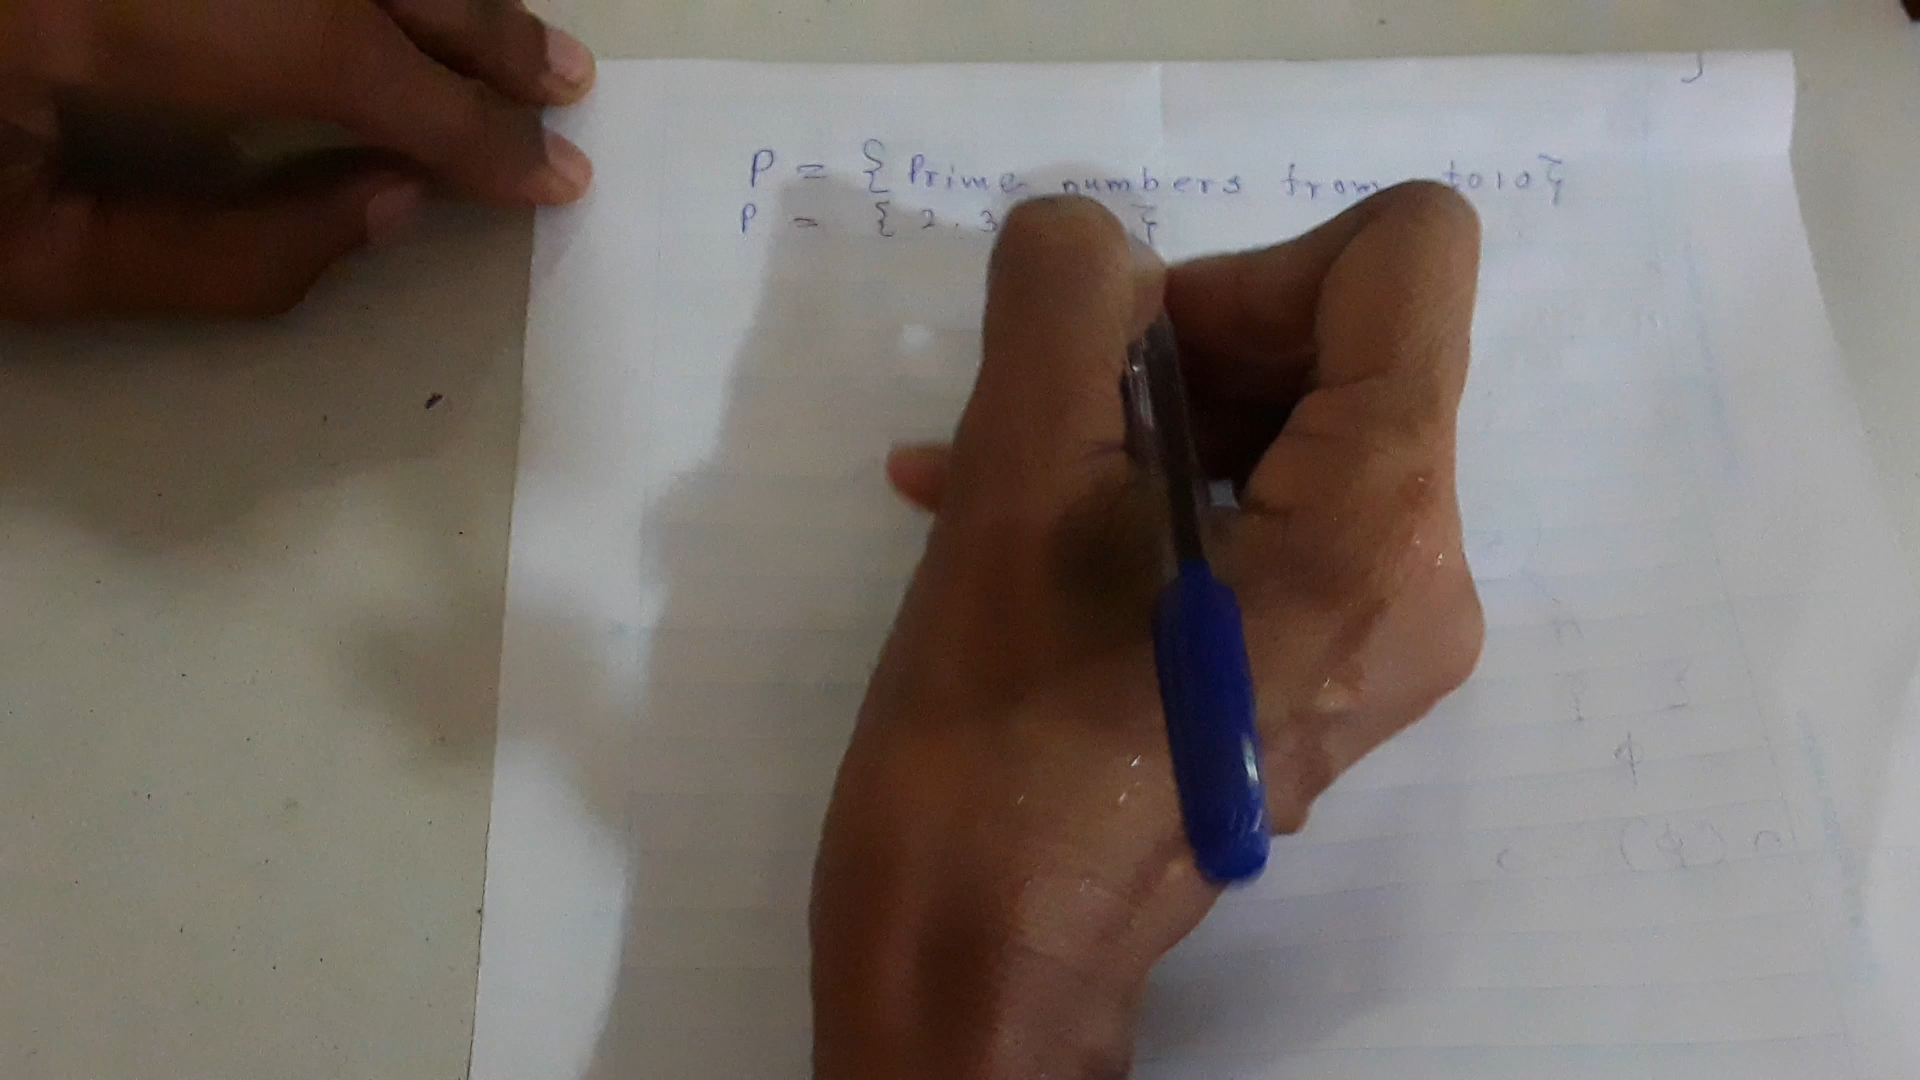 P = { Prime numbers from to 10 }
P = { 2, 3 }